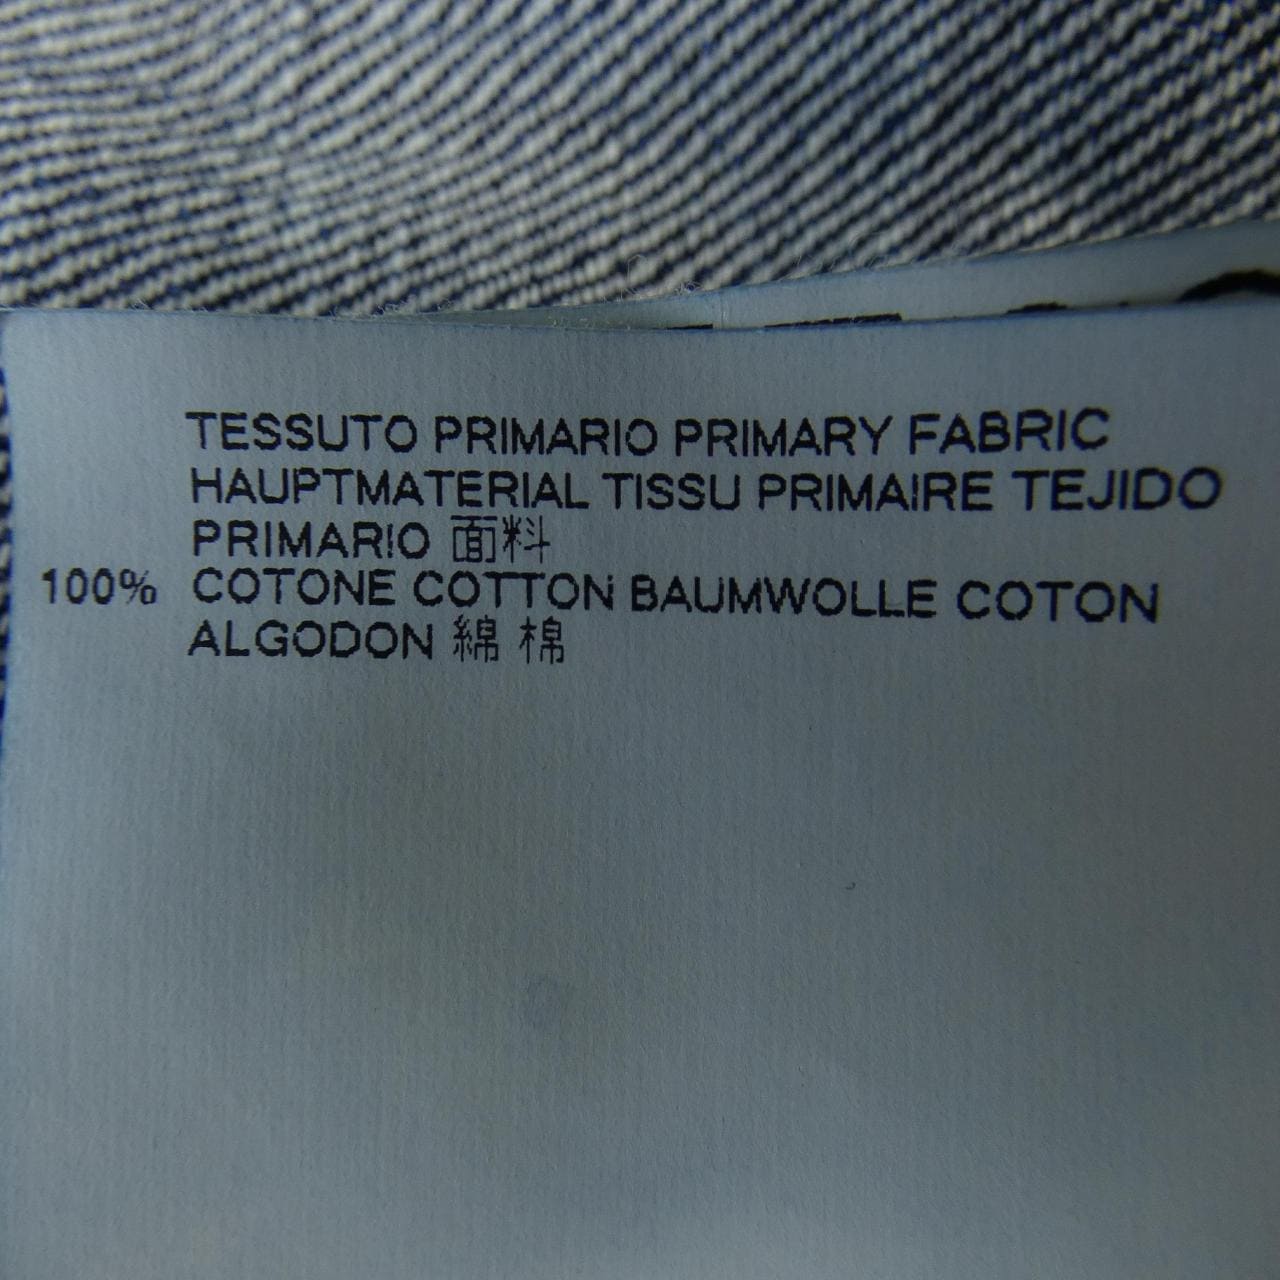 TESSUTO PRIMARIO PRIMARY FABRIC
HAUPTMATERIAL TISSU PRIMAIRE TEJIDO
PRIMARIO 面料
100% COTONE COTTON BAUMWOLLE COTON
ALGODON 綿 棉